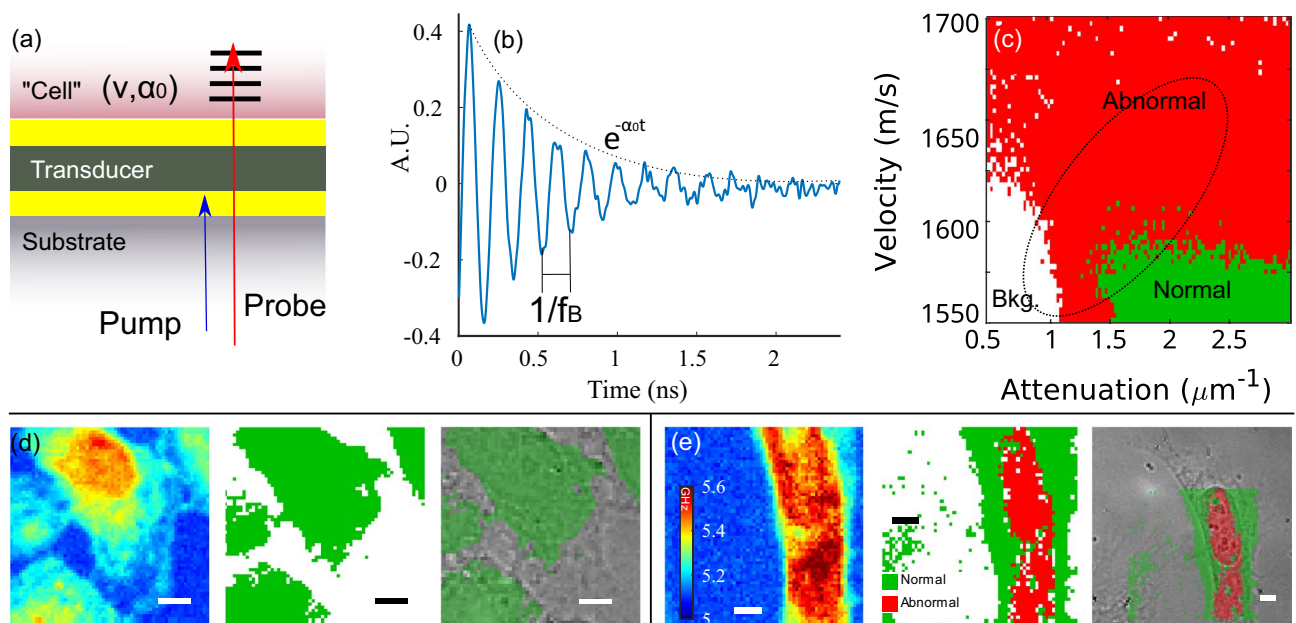 (a)
"Cell" (v,α₀)
Transducer
Substrate
Pump
Probe
(b)
A.U.
0.4
0.2
0
-0.2
-0.4
e^{-α₀t}
1/f_B
0 0.5 1 1.5 2
Time (ns)
(c)
Velocity (m/s)
1700
1650
1600
1550
Abnormal
Normal
Bkg.
0.5 1 1.5 2 2.5
Attenuation (μm⁻¹)
(d)
(e)
GHz
5.6
5.4
5.2
5
Normal
Abnormal